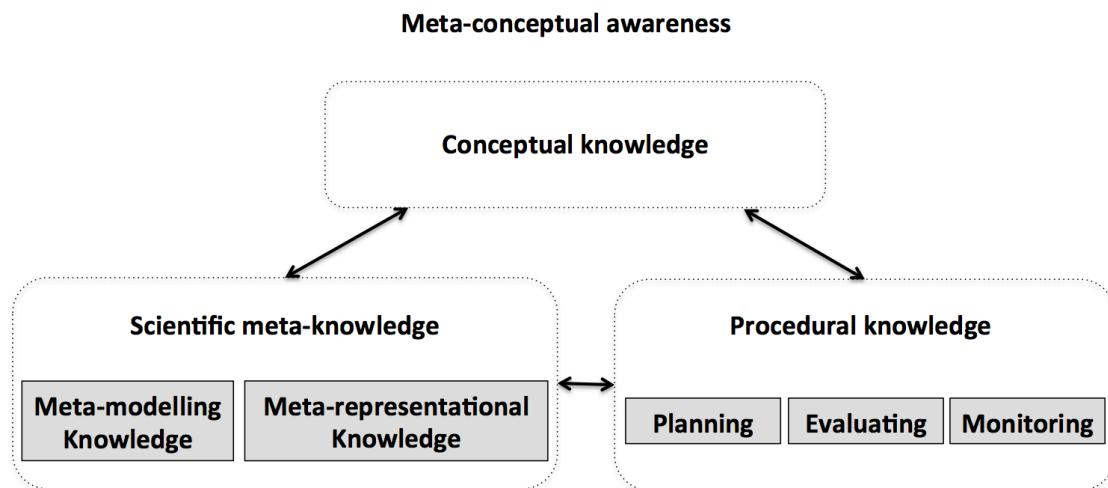 Meta-conceptual awareness
Conceptual knowledge
Scientific meta-knowledge
Meta-modelling
Knowledge
Meta-representational
Knowledge
Procedural knowledge
Planning
Evaluating
Monitoring